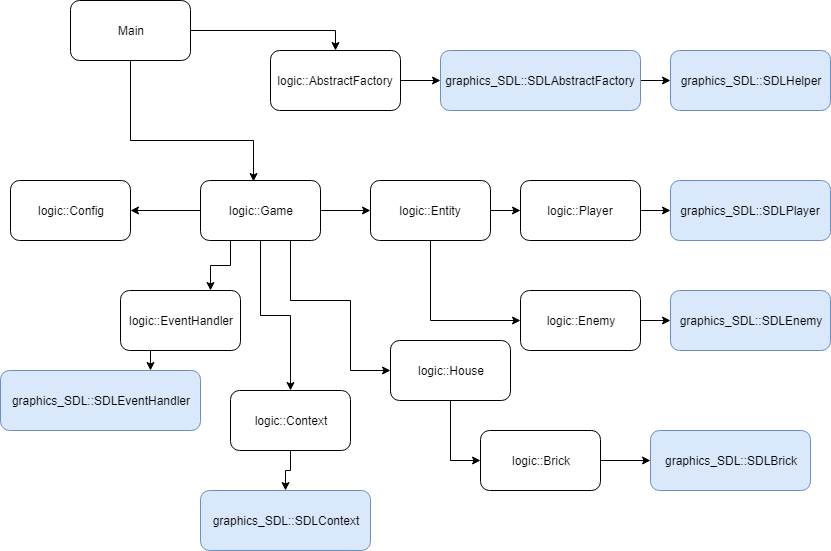 Main
logic::AbstractFactory
graphics_SDL::SDLAbstractFactory
graphics_SDL::SDLHelper
logic::Config
logic::Game
logic::Entity
logic::Player
graphics_SDL::SDLPlayer
logic::EventHandler
logic::Enemy
graphics_SDL::SDLEnemy
logic::House
graphics_SDL::SDLEventHandler
logic::Context
logic::Brick
graphics_SDL::SDLBrick
graphics_SDL::SDLContext